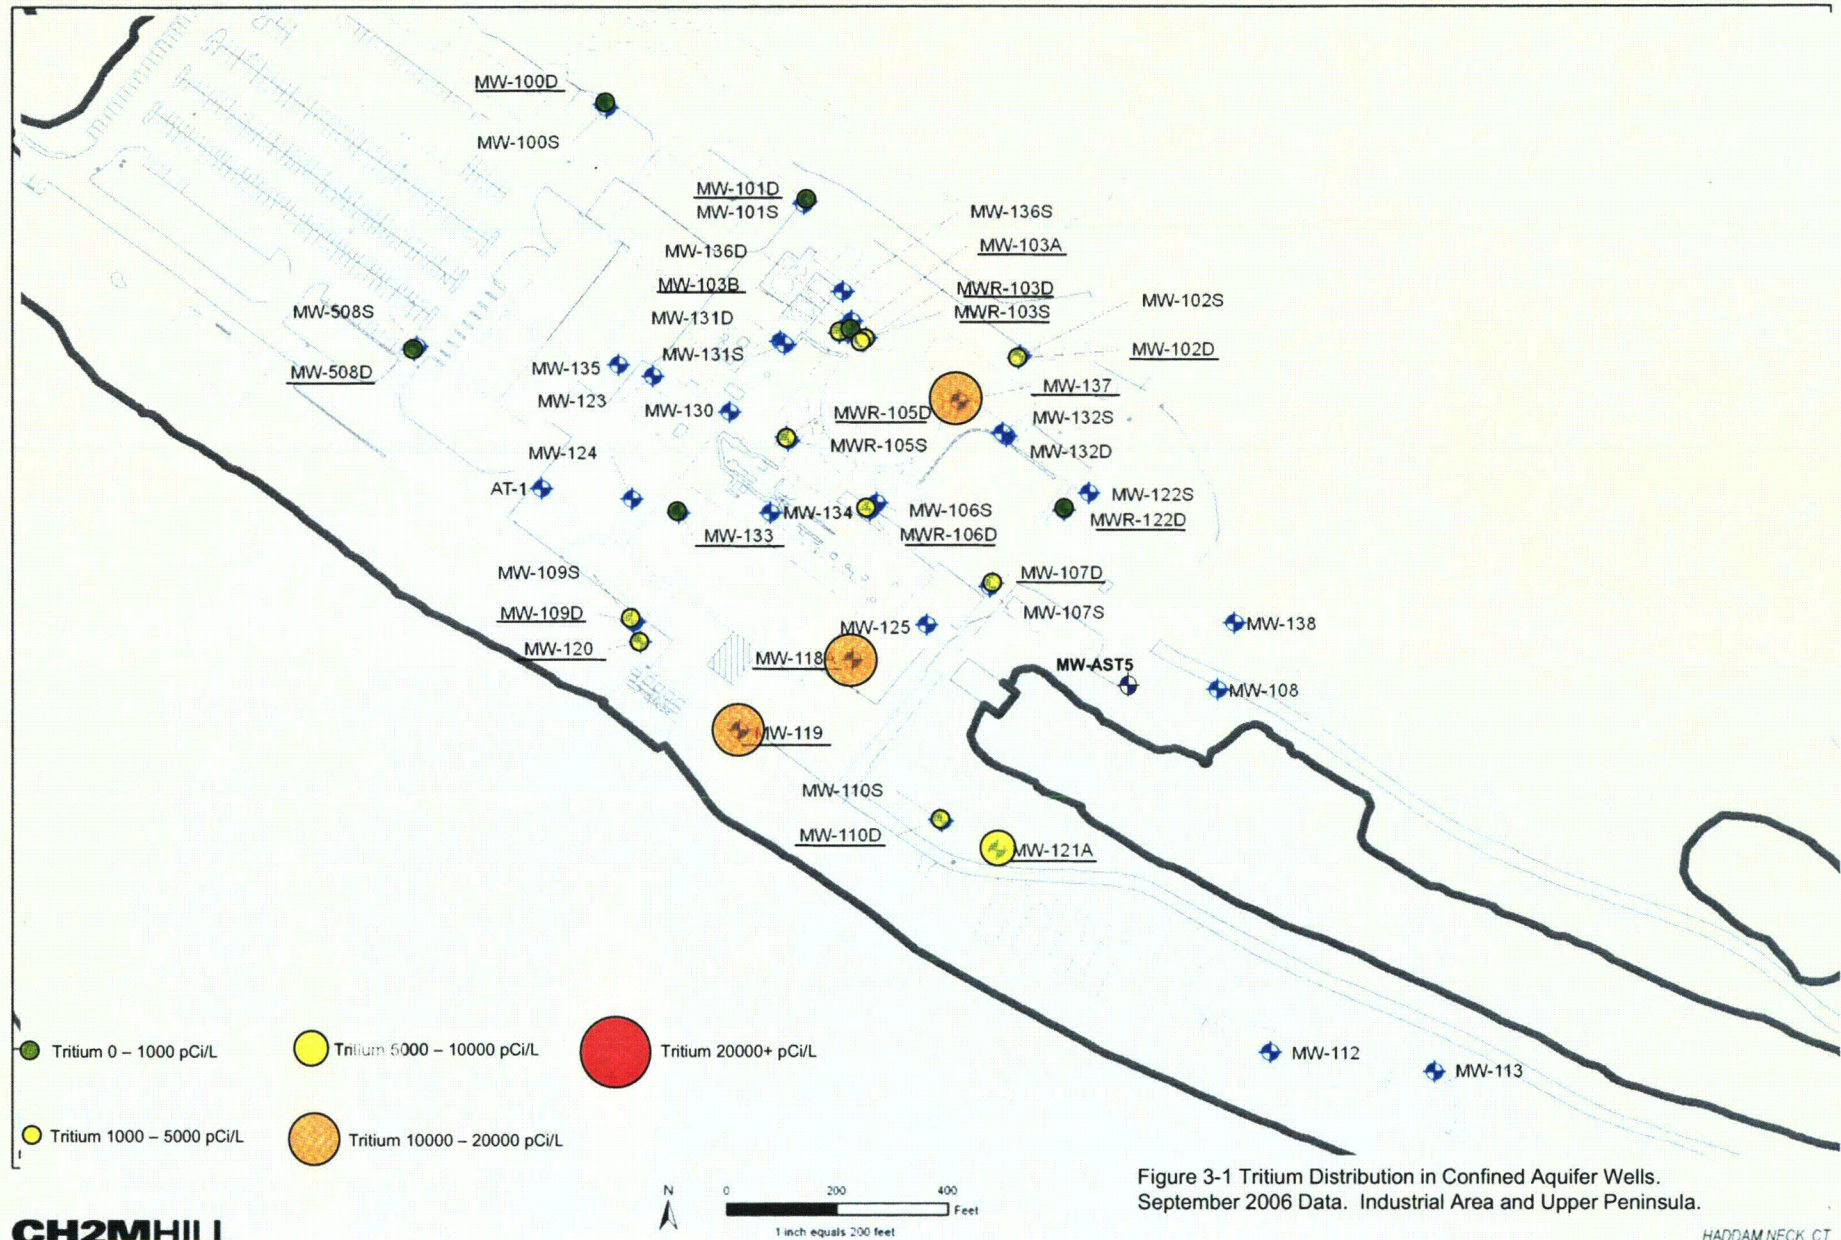 MW-100D
MW-100S
MW-101D
MW-101S
MW-136S
MW-136D
MW-103A
MW-103B
MWR-103D
MW-102S
MW-508S
MW-131D
MWR-103S
MW-131S
MW-102D
MW-508D
MW-135
MW-137
MW-123
MW-130
MWR-105D
MW-132S
MWR-105S
MW-124
MW-132D
AT-1
MW-122S
MW-134
MW-106S
MWR-122D
MW-133
MWR-106D
MW-109S
MW-107D
MW-109D
MW-107S
MW-125
MW-138
MW-120
MW-118
MW-AST5
MW-108
MW-119
MW-110S
MW-110D
MW-121A
MW-112
MW-113
Tritium 0 – 1000 pCi/L
Tritium 5000 – 10000 pCi/L
Tritium 20000+ pCi/L
Tritium 1000 – 5000 pCi/L
Tritium 10000 – 20000 pCi/L
N
0 200 400
Feet
1 inch equals 200 feet
Figure 3-1 Tritium Distribution in Confined Aquifer Wells.
September 2006 Data. Industrial Area and Upper Peninsula.
CH2MHILL
HADDAM NECK, CT